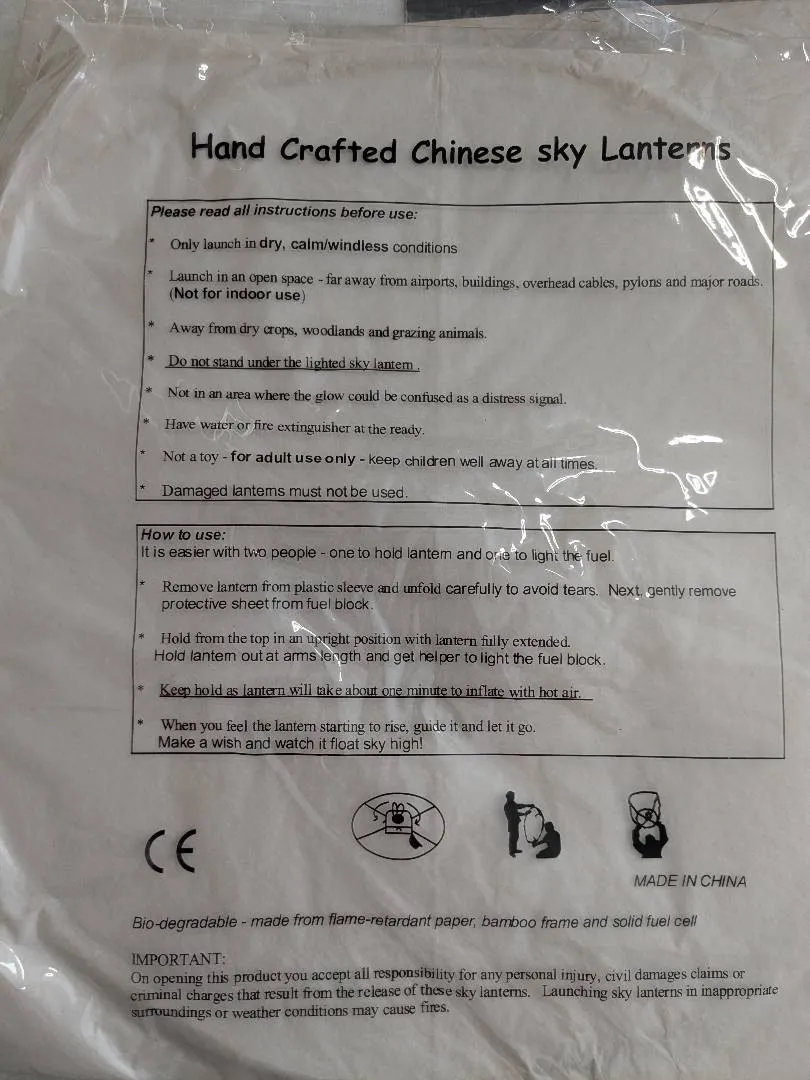 Hand Crafted Chinese sky Lanterns
Please read all instructions before use:
* Only launch in dry, calm/windless conditions
* Launch in an open space - far away from airports, buildings, overhead cables, pylons and major roads.
(Not for indoor use)
* Away from dry crops, woodlands and grazing animals.
* Do not stand under the lighted sky lantern .
* Not in an area where the glow could be confused as a distress signal.
* Have water or fire extinguisher at the ready.
* Not a toy - for adult use only - keep children well away at all times.
* Damaged lanterns must not be used.
How to use:
It is easier with two people - one to hold lantern and one to light the fuel.
* Remove lantern from plastic sleeve and unfold carefully to avoid tears. Next, gently remove
protective sheet from fuel block.
* Hold from the top in an upright position with lantern fully extended.
Hold lantern out at arms length and get helper to light the fuel block.
* Keep hold as lantern will take about one minute to inflate with hot air.
* When you feel the lantern starting to rise, guide it and let it go.
Make a wish and watch it float sky high!
CE
MADE IN CHINA
Bio-degradable - made from flame-retardant paper, bamboo frame and solid fuel cell
IMPORTANT:
On opening this product you accept all responsibility for any personal injury, civil damages claims or
criminal charges that result from the release of these sky lanterns. Launching sky lanterns in inappropriate
surroundings or weather conditions may cause fires.